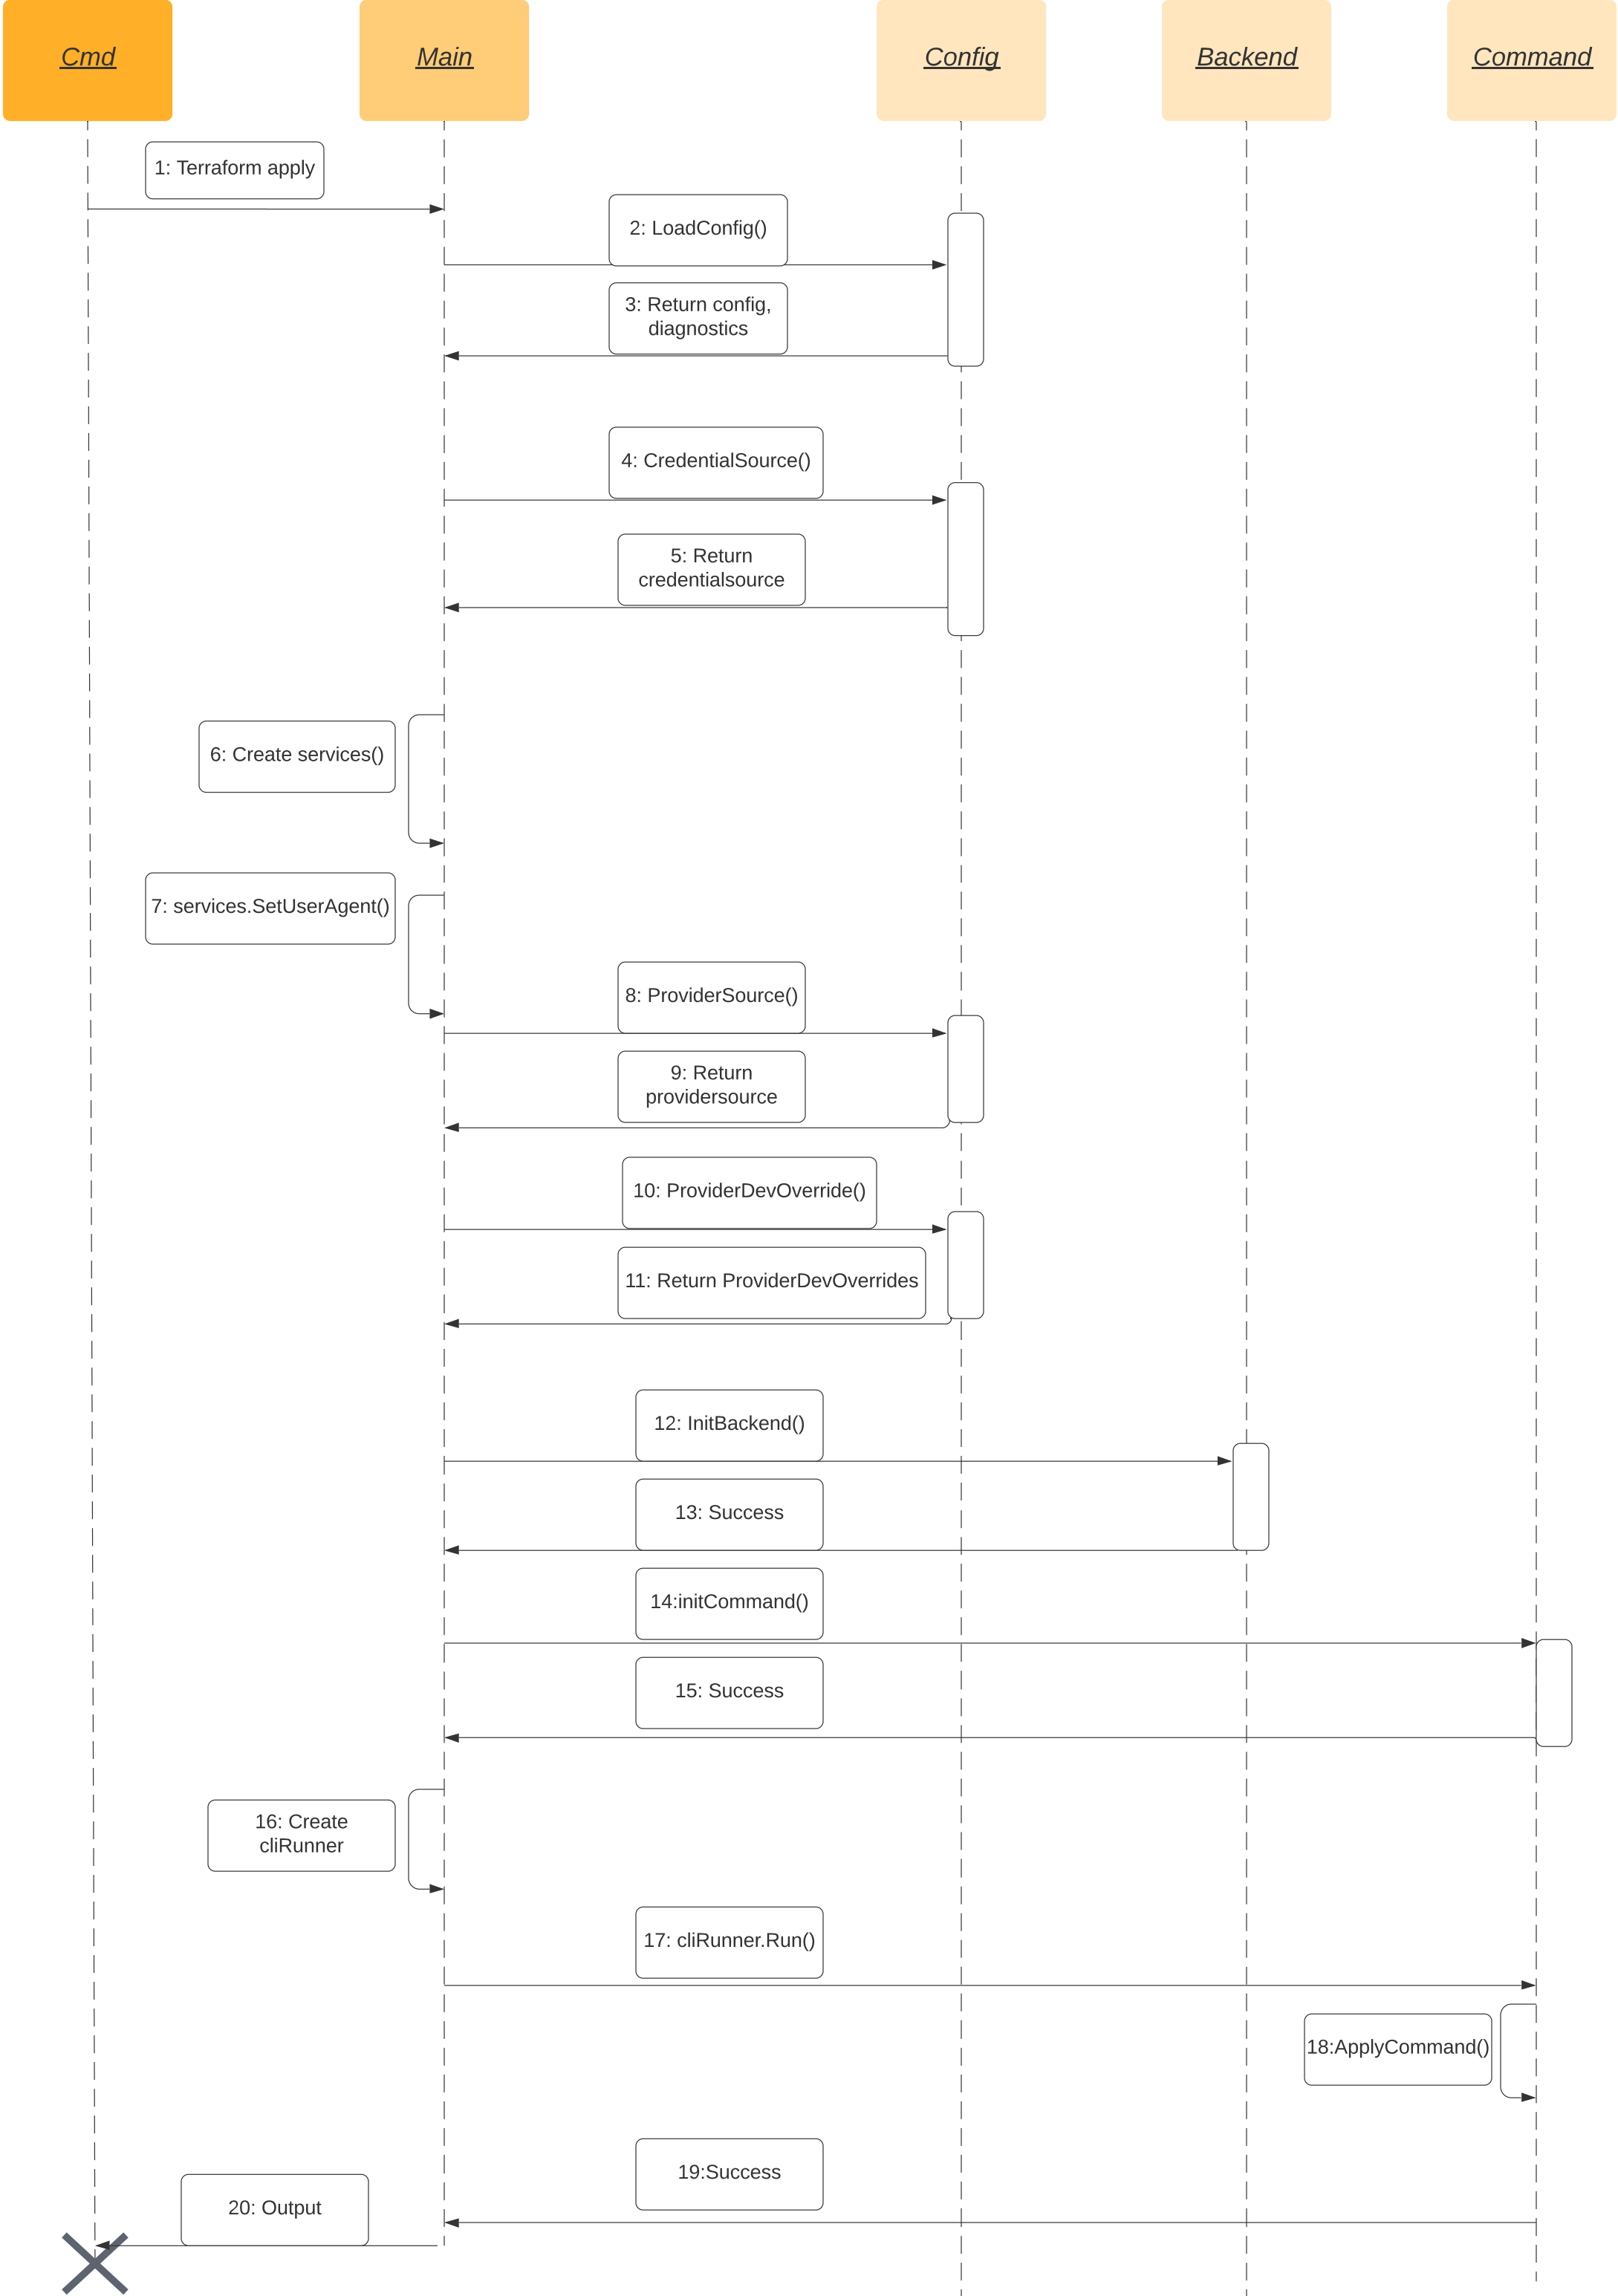 Cmd
Main
Config
Backend
Command
1: Terraform apply
2: LoadConfig()
3: Return config,
diagnostics
4: CredentialSource()
5: Return
credentialsource
6: Create services()
7: services.SetUserAgent()
8: ProviderSource()
9: Return
providersource
10: ProviderDevOverride()
11: Return ProviderDevOverrides
12: InitBackend()
13: Success
14:initCommand()
15: Success
16: Create
cliRunner
17: cliRunner.Run()
18:ApplyCommand()
19:Success
20: Output